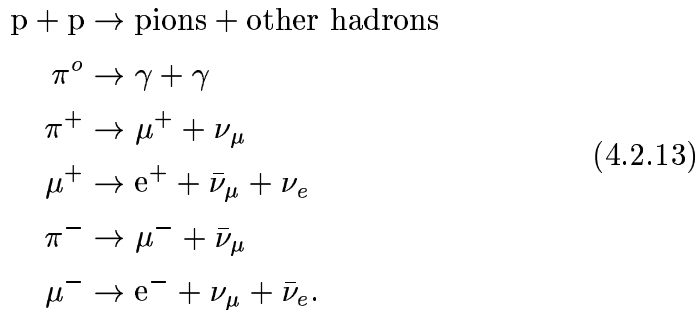 p + p → pions + other hadrons
π^o → γ + γ
π^+ → μ^+ + ν_μ
(4.2.13)
μ^+ → e^+ + ν̄_μ + ν_e
π^− → μ^− + ν̄_μ
μ^− → e^− + ν_μ + ν̄_e.